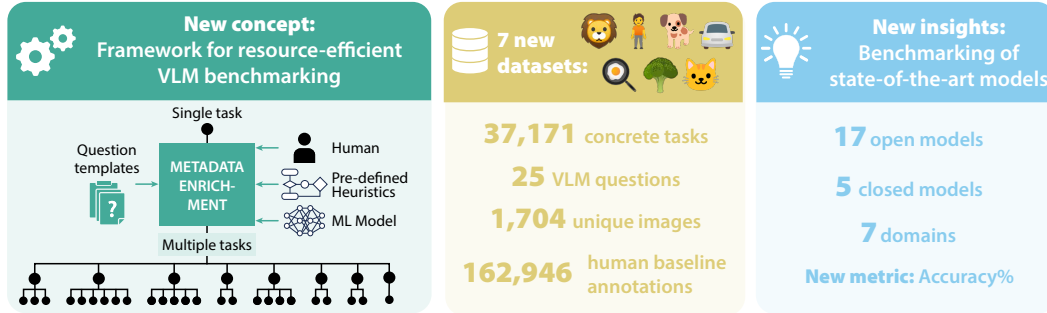 New concept:
Framework for resource-efficient
VLM benchmarking
Single task
Question
templates
?
METADATA
ENRICH-
MENT
Human
Pre-defined
Heuristics
ML Model
Multiple tasks
7 new
datasets:
37,171 concrete tasks
25 VLM questions
1,704 unique images
162,946 human baseline
annotations
New insights:
Benchmarking of
state-of-the-art models
17 open models
5 closed models
7 domains
New metric: Accuracy%